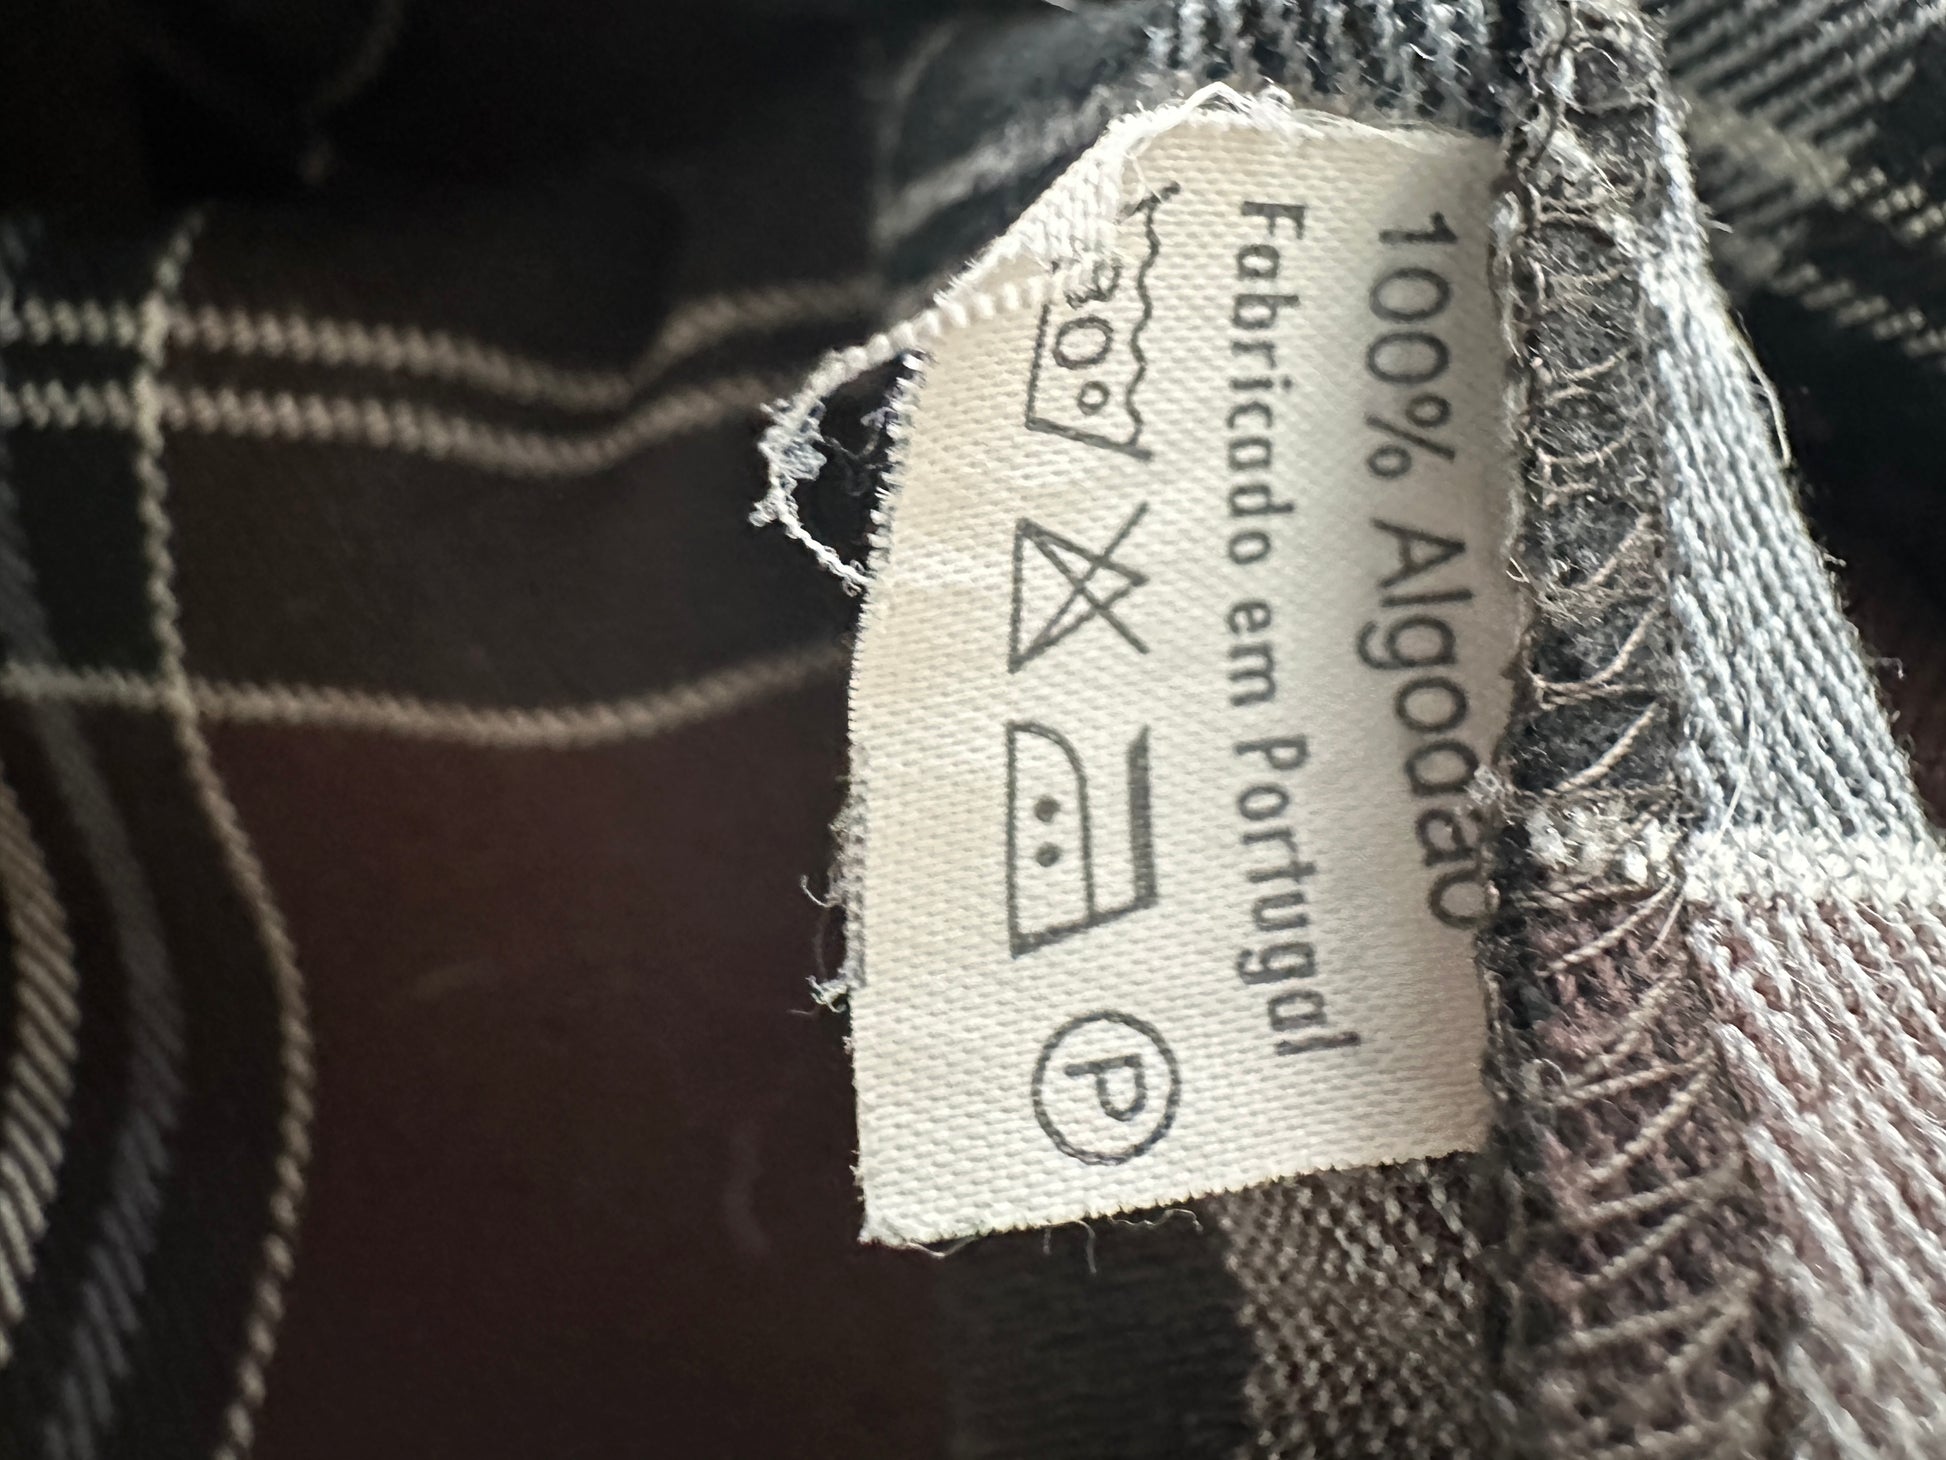 100% Algodão
Fabricado em Portugal
30°
P